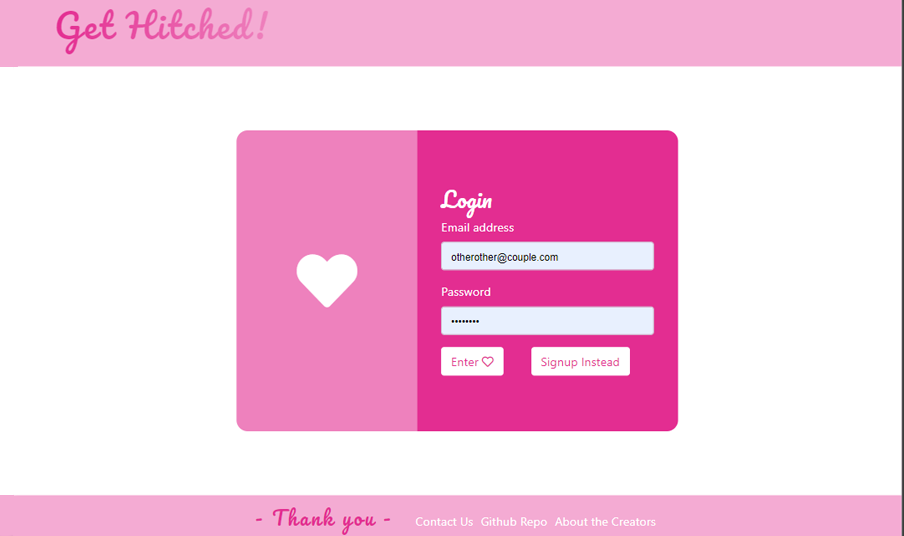 Get Hitched!
Login
Email address
otherother@couple.com
Password
••••••••
Enter ♡ Signup Instead
- Thank you - Contact Us Github Repo About the Creators